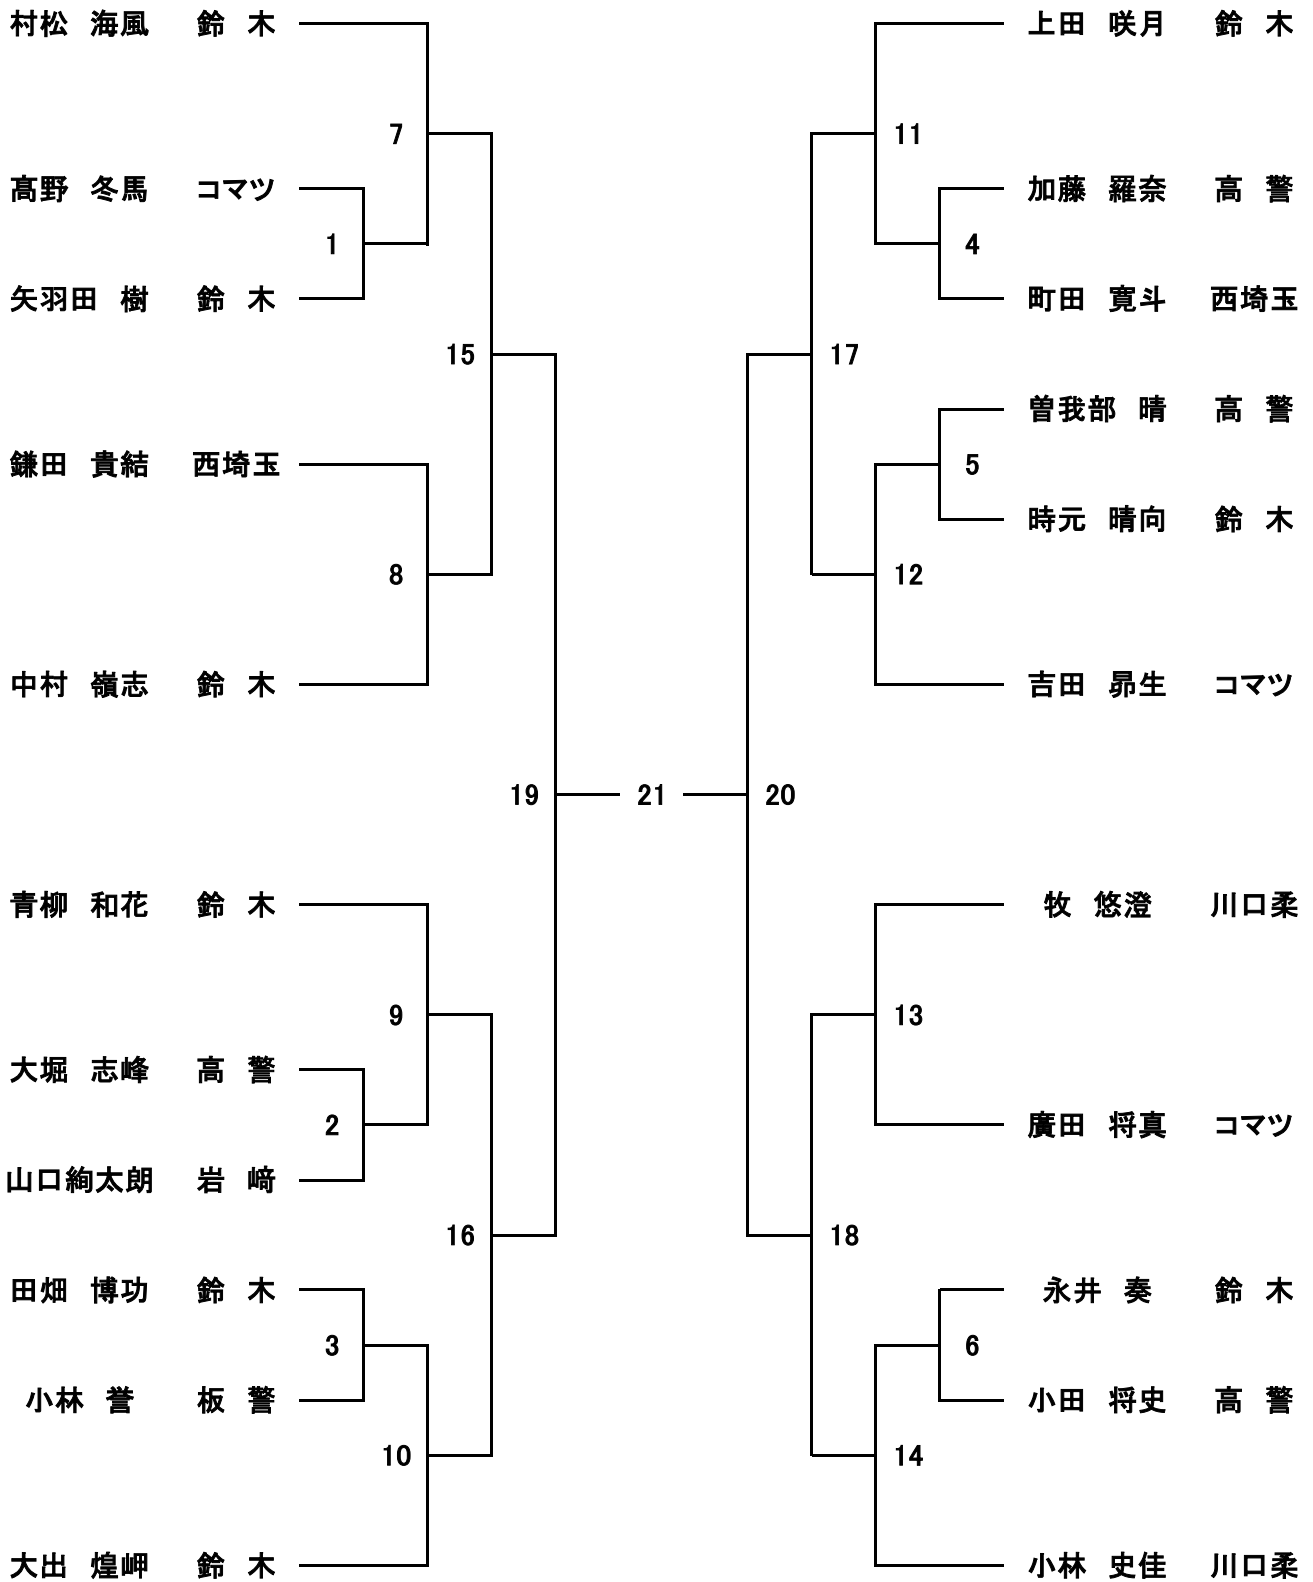 村松 海風 鈴 木
7
髙野 冬馬 コマツ
1
矢羽田 樹 鈴 木
15
鎌田 貴結 西埼玉
8
中村 嶺志 鈴 木
19
青柳 和花 鈴 木
9
大堀 志峰 高 警
2
山口絢太朗 岩 﨑
16
田畑 博功 鈴 木
3
小林 誉 板 警
10
大出 煌岬 鈴 木
21
上田 咲月 鈴 木
11
加藤 羅奈 高 警
4
町田 寛斗 西埼玉
17
曽我部 晴 高 警
5
時元 晴向 鈴 木
12
吉田 昴生 コマツ
20
牧 悠澄 川口柔
13
廣田 将真 コマツ
18
永井 奏 鈴 木
6
小田 将史 高 警
14
小林 史佳 川口柔